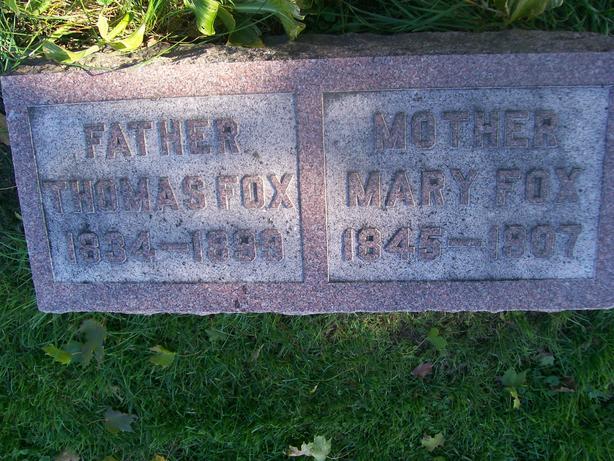 FATHER
THOMAS FOX
1834—1899
MOTHER
MARY FOX
1845—1907